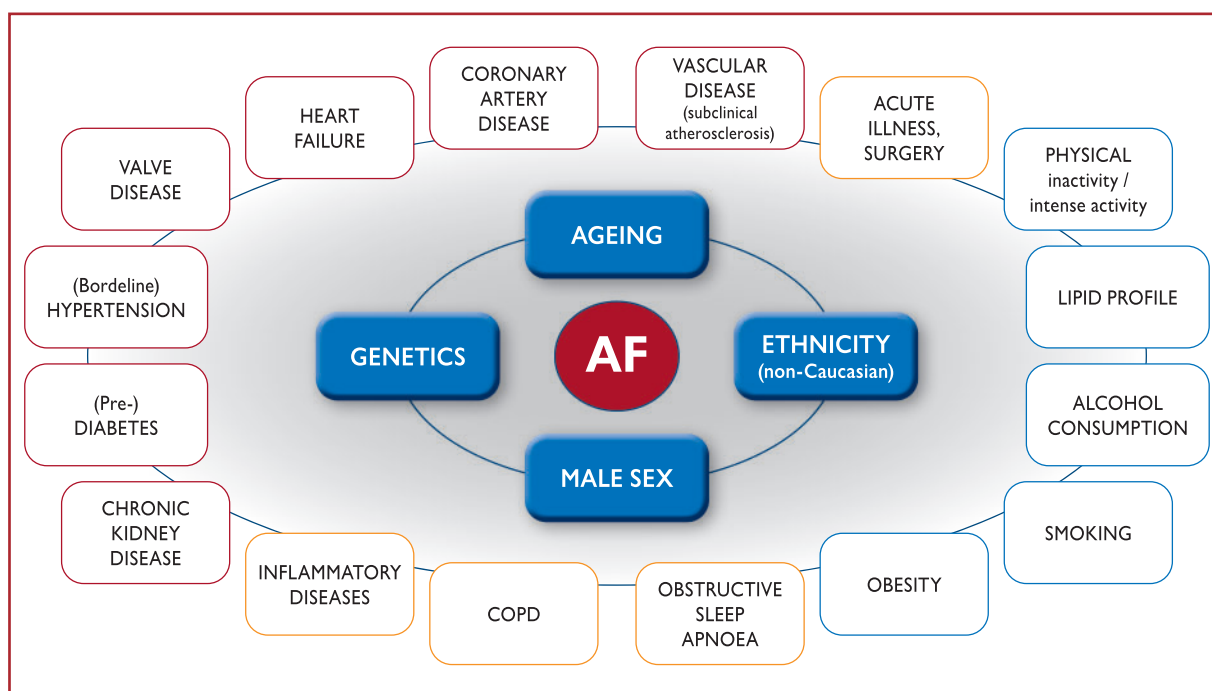 CORONARY
ARTERY
DISEASE
VASCULAR
DISEASE
(subclinical
atherosclerosis)
HEART
FAILURE
ACUTE
ILLNESS,
SURGERY
VALVE
DISEASE
PHYSICAL
inactivity /
intense activity
AGEING
(Bordeline)
HYPERTENSION
LIPID PROFILE
GENETICS
AF
ETHNICITY
(non-Caucasian)
(Pre-)
DIABETES
ALCOHOL
CONSUMPTION
MALE SEX
CHRONIC
KIDNEY
DISEASE
SMOKING
INFLAMMATORY
DISEASES
COPD
OBSTRUCTIVE
SLEEP
APNOEA
OBESITY